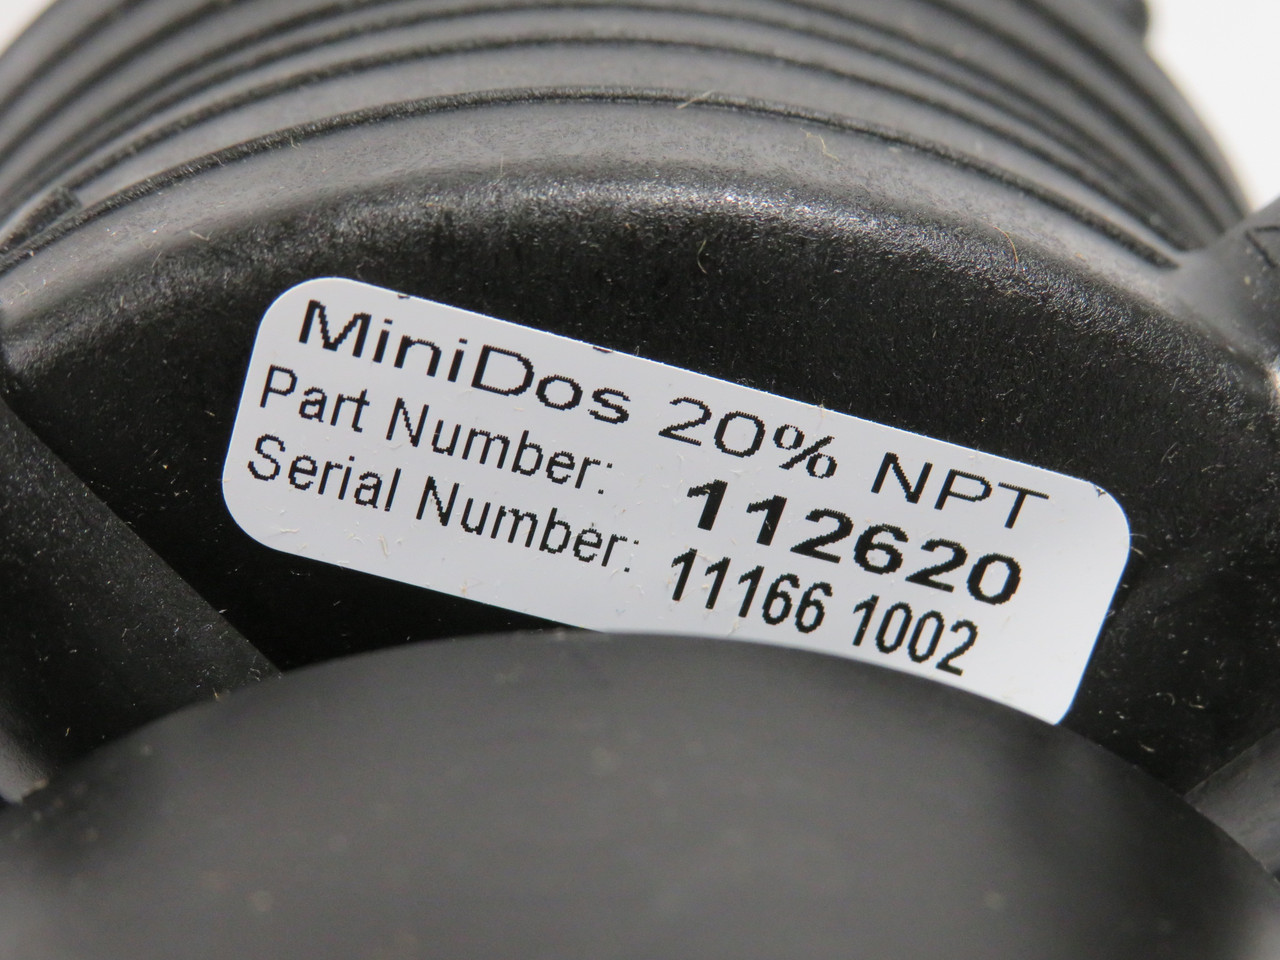 MiniDos 20% NPT
Part Number: 112620
Serial Number: 11166 1002